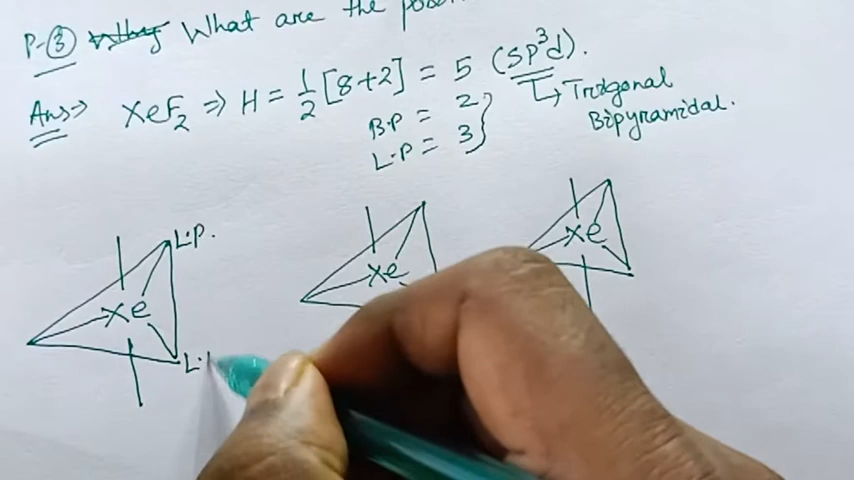 P-③ Why What are the
Ans⇒ XeF₂ ⇒ H = 1/2 [8+2] = 5 (SP³d).
B.P = 2
L.P = 3
↳ Trigonal
Bipyramidal.
L.P.
Xe
Xe
Xe
L.